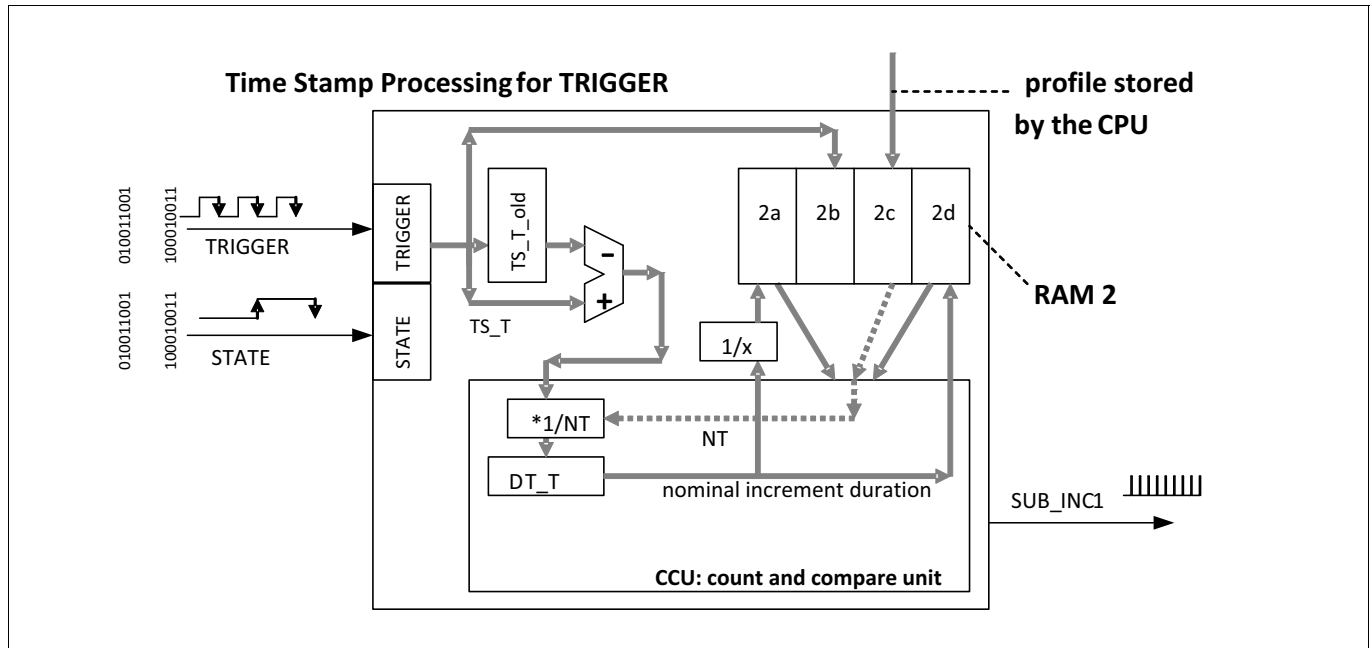 Time Stamp Processing for TRIGGER
profile stored
by the CPU
010011001
100010011
TRIGGER
010011001
100010011
STATE
TRIGGER
STATE
TS_T_old
-
+
TS_T
2a
2b
2c
2d
RAM 2
1/x
*1/NT
NT
DT_T
nominal increment duration
SUB_INC1
CCU: count and compare unit